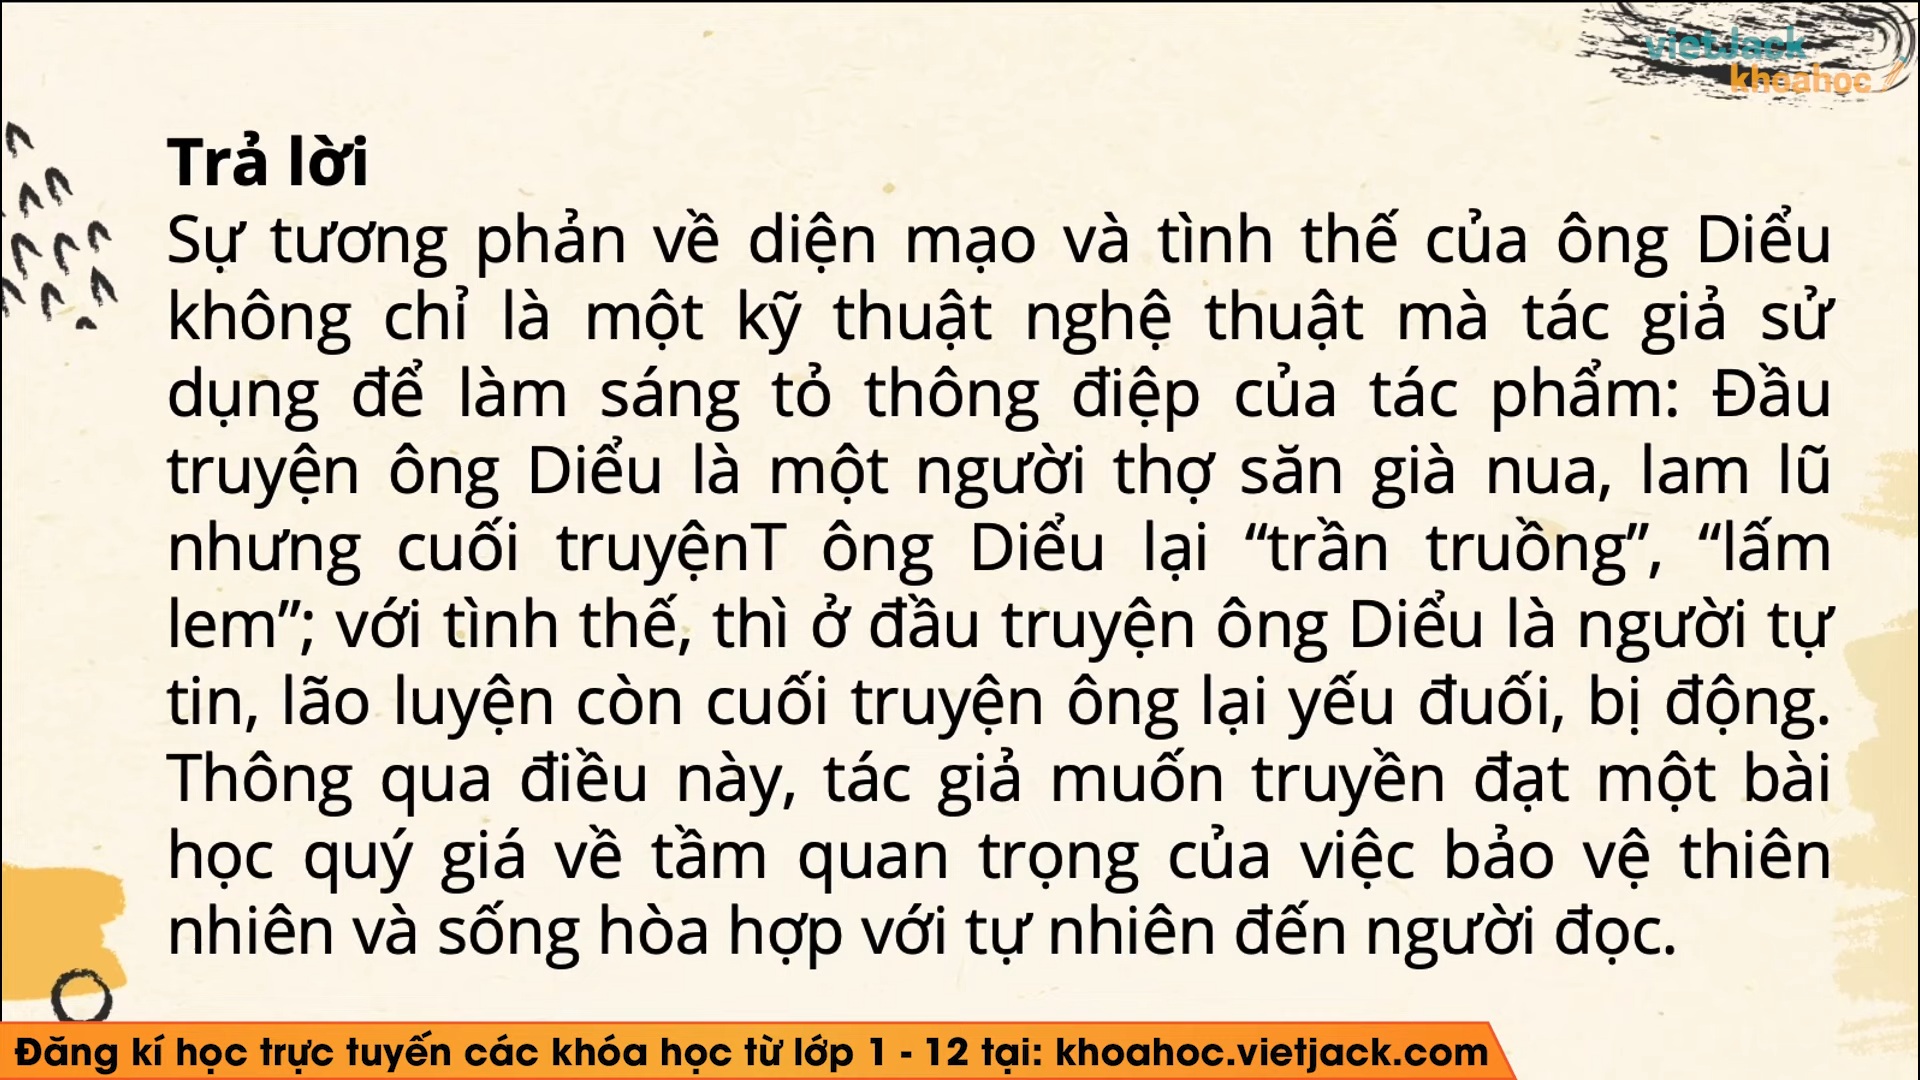 vietJack
khoahoc
Trả lời
Sự tương phản về diện mạo và tình thế của ông Diểu
không chỉ là một kỹ thuật nghệ thuật mà tác giả sử
dụng để làm sáng tỏ thông điệp của tác phẩm: Đầu
truyện ông Diểu là một người thợ săn già nua, lam lũ
nhưng cuối truyệnT ông Diểu lại “trần truồng”, “lấm
lem”; với tình thế, thì ở đầu truyện ông Diểu là người tự
tin, lão luyện còn cuối truyện ông lại yếu đuối, bị động.
Thông qua điều này, tác giả muốn truyền đạt một bài
học quý giá về tầm quan trọng của việc bảo vệ thiên
nhiên và sống hòa hợp với tự nhiên đến người đọc.
Đăng kí học trực tuyến các khóa học từ lớp 1 - 12 tại: khoahoc.vietjack.com